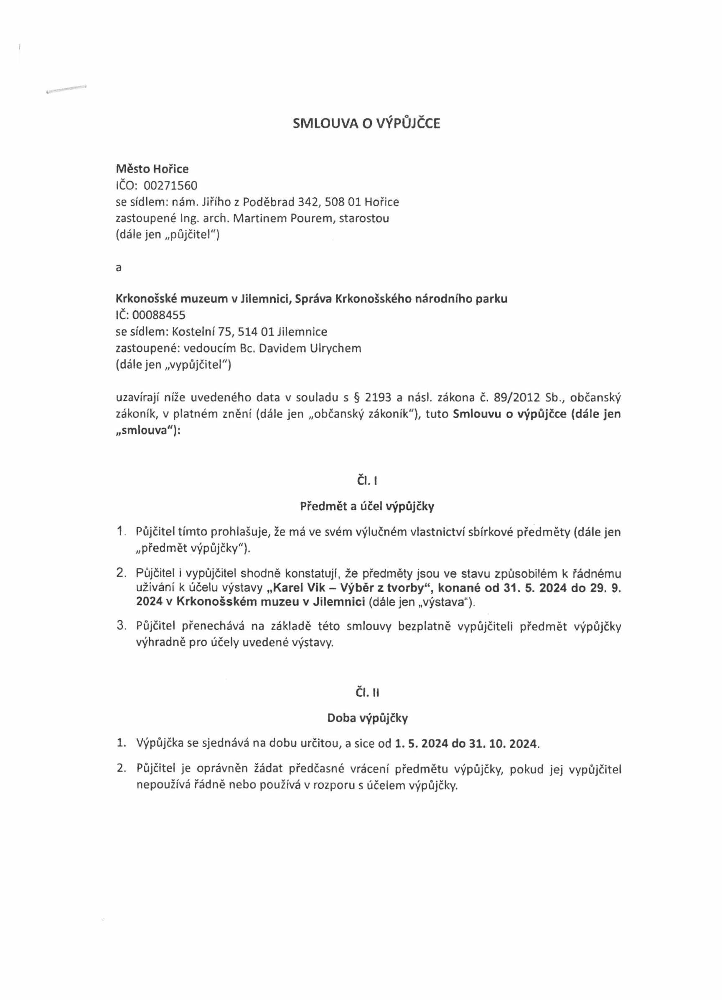 SMLOUVA O VÝPŮJČCE
Město Hořice
IČO: 00271560
se sídlem: nám. Jiřího z Poděbrad 342, 508 01 Hořice
zastoupené Ing. arch. Martinem Pourem, starostou
(dále jen „půjčitel“)
a
Krkonošské muzeum v Jilemnici, Správa Krkonošského národního parku
IČ: 00088455
se sídlem: Kostelní 75, 514 01 Jilemnice
zastoupené: vedoucím Bc. Davidem Ulrychem
(dále jen „vypůjčitel“)
uzavírají níže uvedeného data v souladu s § 2193 a násl. zákona č. 89/2012 Sb., občanský
zákoník, v platném znění (dále jen „občanský zákoník“), tuto Smlouvu o výpůjčce (dále jen
„smlouva“):
Čl. I
Předmět a účel výpůjčky
1. Půjčitel tímto prohlašuje, že má ve svém výlučném vlastnictví sbírkové předměty (dále jen
„předmět výpůjčky“).
2. Půjčitel i vypůjčitel shodně konstatují, že předměty jsou ve stavu způsobilém k řádnému
užívání k účelu výstavy „Karel Vik – Výběr z tvorby“, konané od 31. 5. 2024 do 29. 9.
2024 v Krkonošském muzeu v Jilemnici (dále jen „výstava“).
3. Půjčitel přenechává na základě této smlouvy bezplatně vypůjčiteli předmět výpůjčky
výhradně pro účely uvedené výstavy.
Čl. II
Doba výpůjčky
1. Výpůjčka se sjednává na dobu určitou, a sice od 1. 5. 2024 do 31. 10. 2024.
2. Půjčitel je oprávněn žádat předčasné vrácení předmětu výpůjčky, pokud jej vypůjčitel
nepoužívá řádně nebo používá v rozporu s účelem výpůjčky.